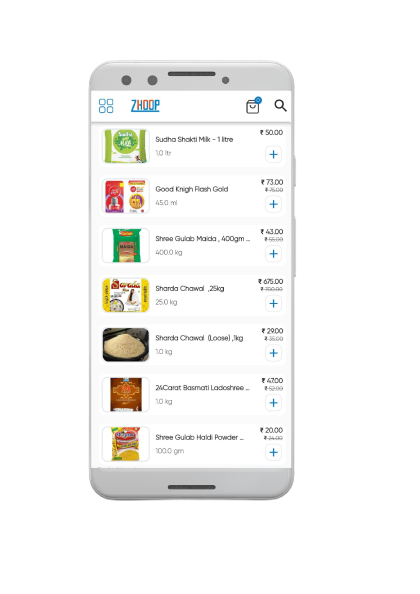 ZHOOP
₹ 50.00
Sudha Shakti Milk - 1 litre
1.0 ltr
₹ 73.00
₹ 75.00
Good Knigh Flash Gold
45.0 ml
₹ 43.00
₹ 55.00
Shree Gulab Maida , 400gm ...
400.0 kg
₹ 675.00
₹ 700.00
Sharda Chawal ,25kg
25.0 kg
₹ 29.00
₹ 35.00
Sharda Chawal (Loose) ,1kg
1.0 kg
₹ 47.00
₹ 52.00
24Carat Basmati Ladoshree ...
1.0 kg
₹ 20.00
₹ 24.00
Shree Gulab Haldi Powder ...
100.0 gm